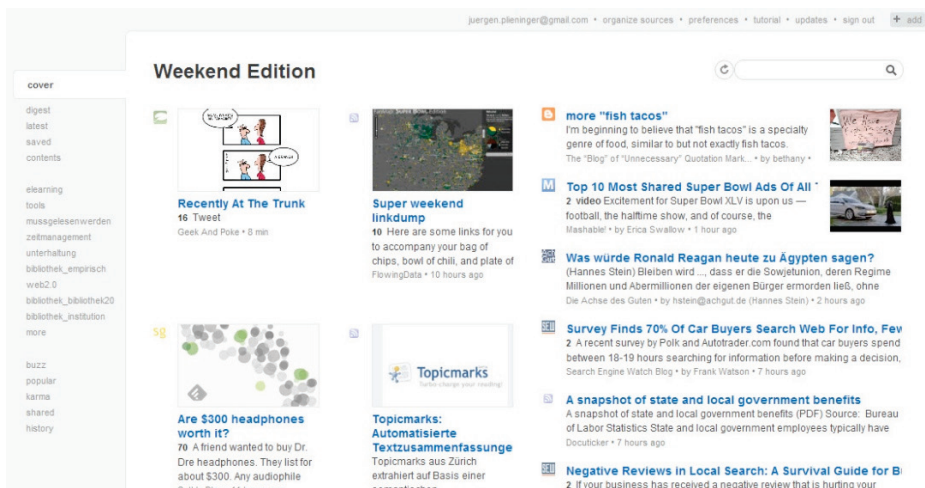 juergen.plieninger@gmail.com • organize sources • preferences • tutorial • updates • sign out + add
Weekend Edition
cover
digest
latest
saved
contents
elearning
tools
mussgelesenwerden
zeitmanagement
unterhaltung
bibliothek_empirisch
web2.0
bibliothek_bibliothek20
bibliothek_institution
more
buzz
popular
karma
shared
history
Recently At The Trunk
16 Tweet
Geek And Poke • 8 min
Super weekend
linkdump
10 Here are some links for you
to accompany your bag of
chips, bowl of chili, and plate of
FlowingData • 10 hours ago
sg
Are $300 headphones
worth it?
70 A friend wanted to buy Dr.
Dre headphones. They list for
about $300. Any audiophile
Topicmarks
Turbo-charge your reading!
Topicmarks:
Automatisierte
Textzusammenfassunge
Topicmarks aus Zürich
extrahiert auf Basis einer
more "fish tacos"
I'm beginning to believe that "fish tacos" is a specialty
genre of food, similar to but not exactly fish tacos.
The "Blog" of "Unnecessary" Quotation Mark... • by bethany •
M
Top 10 Most Shared Super Bowl Ads Of All
2 video Excitement for Super Bowl XLV is upon us —
football, the halftime show, and of course, the
Mashable! • by Erica Swallow • 1 hour ago
Was würde Ronald Reagan heute zu Ägypten sagen?
(Hannes Stein) Bleiben wird ..., dass er die Sowjetunion, deren Regime
Millionen und Abermillionen der eigenen Bürger ermorden ließ, ohne
Die Achse des Guten • by hstein@achgut.de (Hannes Stein) • 2 hours ago
Survey Finds 70% Of Car Buyers Search Web For Info, Few
2 A recent survey by Polk and Autotrader.com found that car buyers spend
between 18-19 hours searching for information before making a decision,
Search Engine Watch Blog • by Frank Watson • 7 hours ago
A snapshot of state and local government benefits
A snapshot of state and local government benefits (PDF) Source: Bureau
of Labor Statistics State and local government employees typically have
Docuticker • 7 hours ago
Negative Reviews in Local Search: A Survival Guide for B
2 If your business has received a negative review that is hurting your